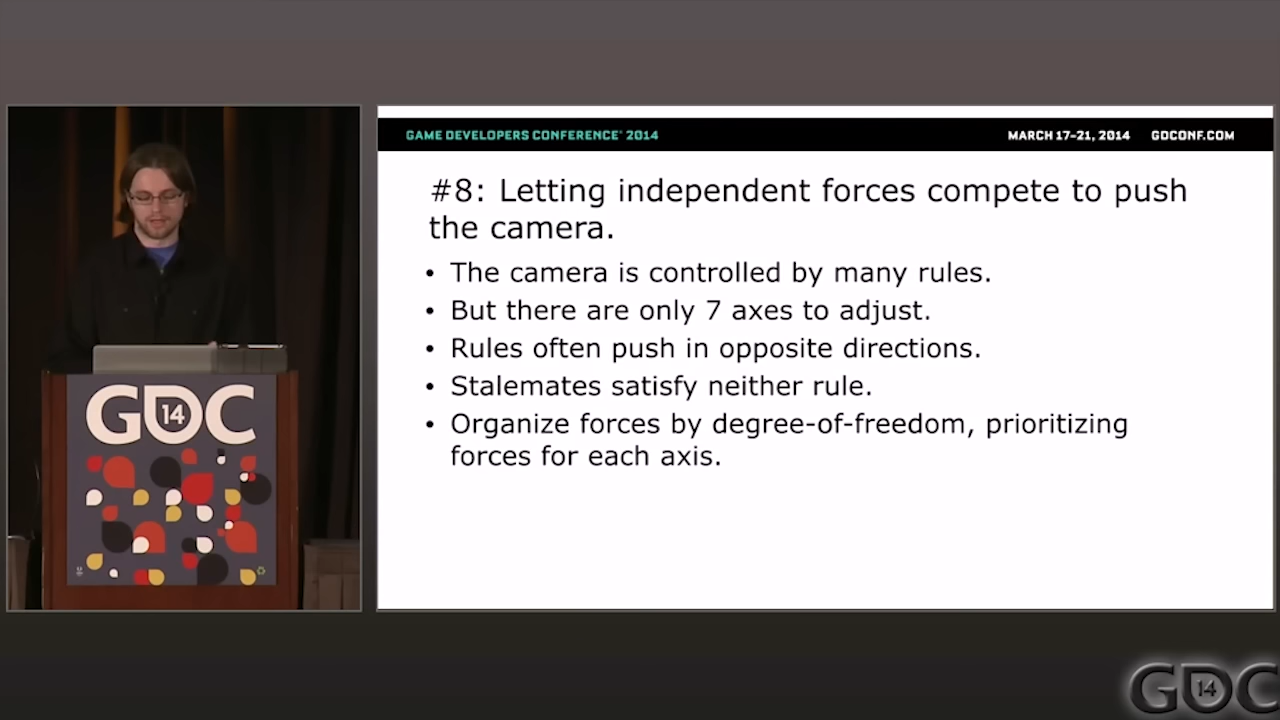 GAME DEVELOPERS CONFERENCE® 2014
MARCH 17–21, 2014 GDCONF.COM
#8: Letting independent forces compete to push
the camera.
• The camera is controlled by many rules.
• But there are only 7 axes to adjust.
• Rules often push in opposite directions.
• Stalemates satisfy neither rule.
• Organize forces by degree-of-freedom, prioritizing
forces for each axis.
GDC
14
GDC
14